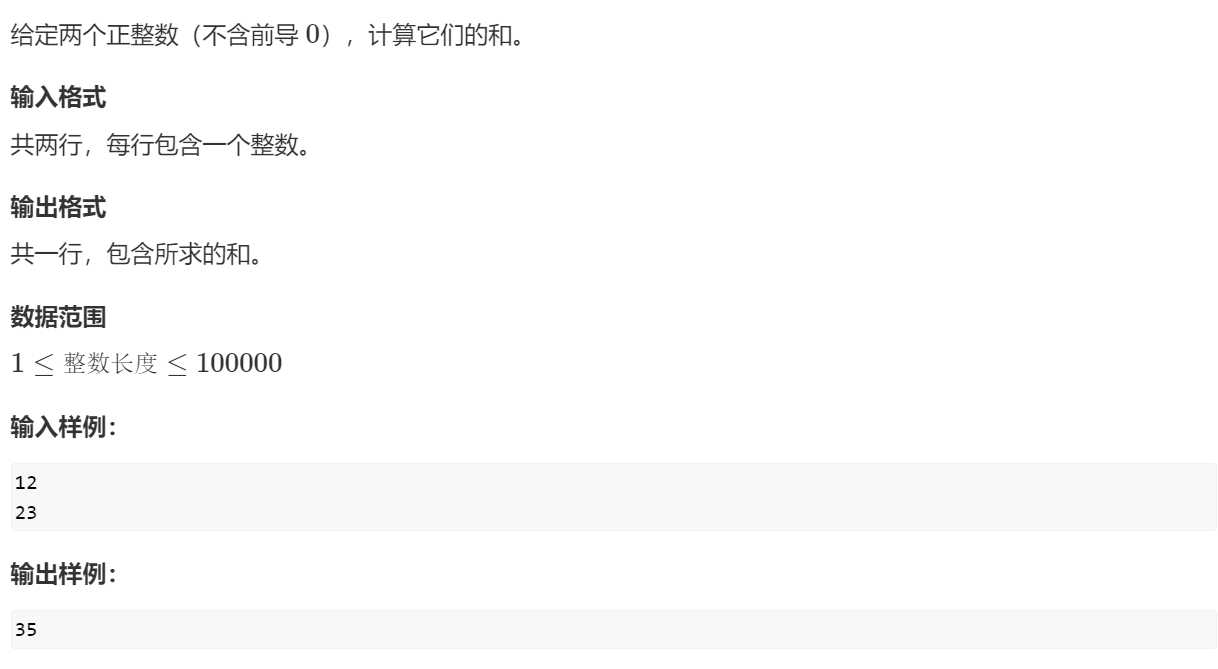 给定两个正整数（不含前导 0），计算它们的和。
输入格式
共两行，每行包含一个整数。
输出格式
共一行，包含所求的和。
数据范围
1 ≤ 整数长度 ≤ 100000
输入样例：
12
23
输出样例：
35